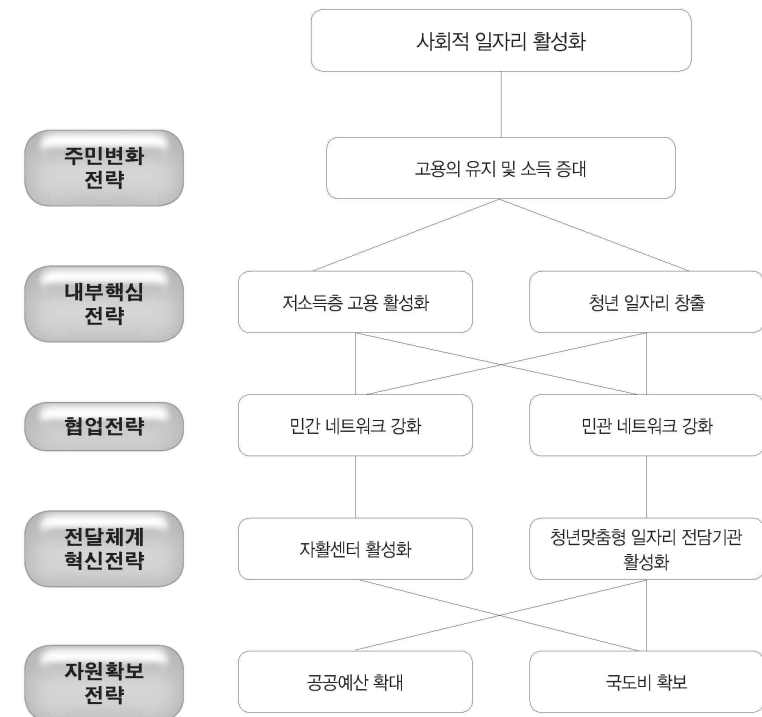 사회적 일자리 활성화
주민변화
전략
고용의 유지 및 소득 증대
내부핵심
전략
저소득층 고용 활성화
청년 일자리 창출
협업전략
민간 네트워크 강화
민관 네트워크 강화
전달체계
혁신전략
자활센터 활성화
청년맞춤형 일자리 전담기관
활성화
자원확보
전략
공공예산 확대
국도비 확보